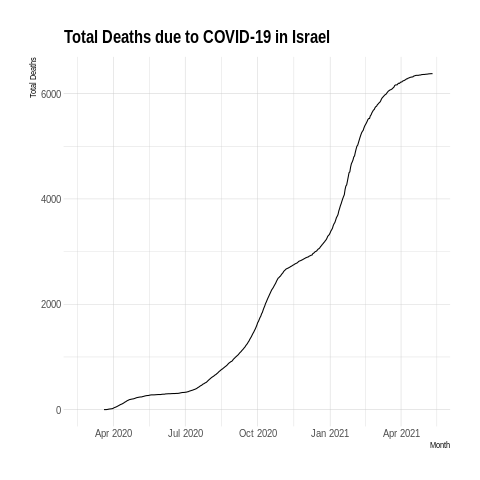 Total Deaths due to COVID-19 in Israel
Total Deaths
6000
4000
2000
0
Apr 2020 Jul 2020 Oct 2020 Jan 2021 Apr 2021
Month